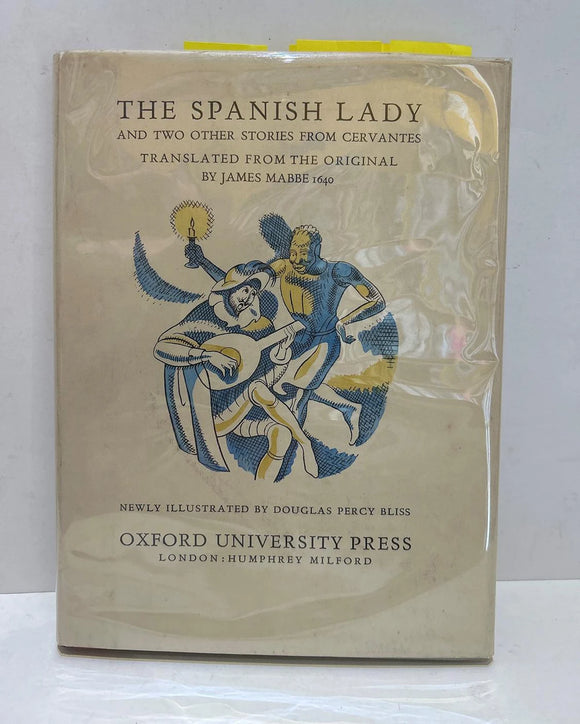 THE SPANISH LADY
AND TWO OTHER STORIES FROM CERVANTES
TRANSLATED FROM THE ORIGINAL
BY JAMES MABBE 1640
NEWLY ILLUSTRATED BY DOUGLAS PERCY BLISS
OXFORD UNIVERSITY PRESS
LONDON: HUMPHREY MILFORD